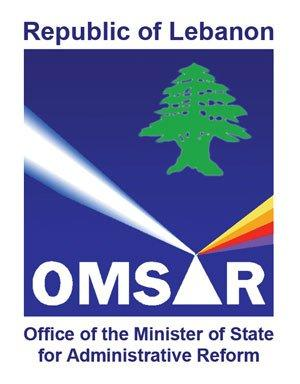 Republic of Lebanon
OMSAR
Office of the Minister of State
for Administrative Reform